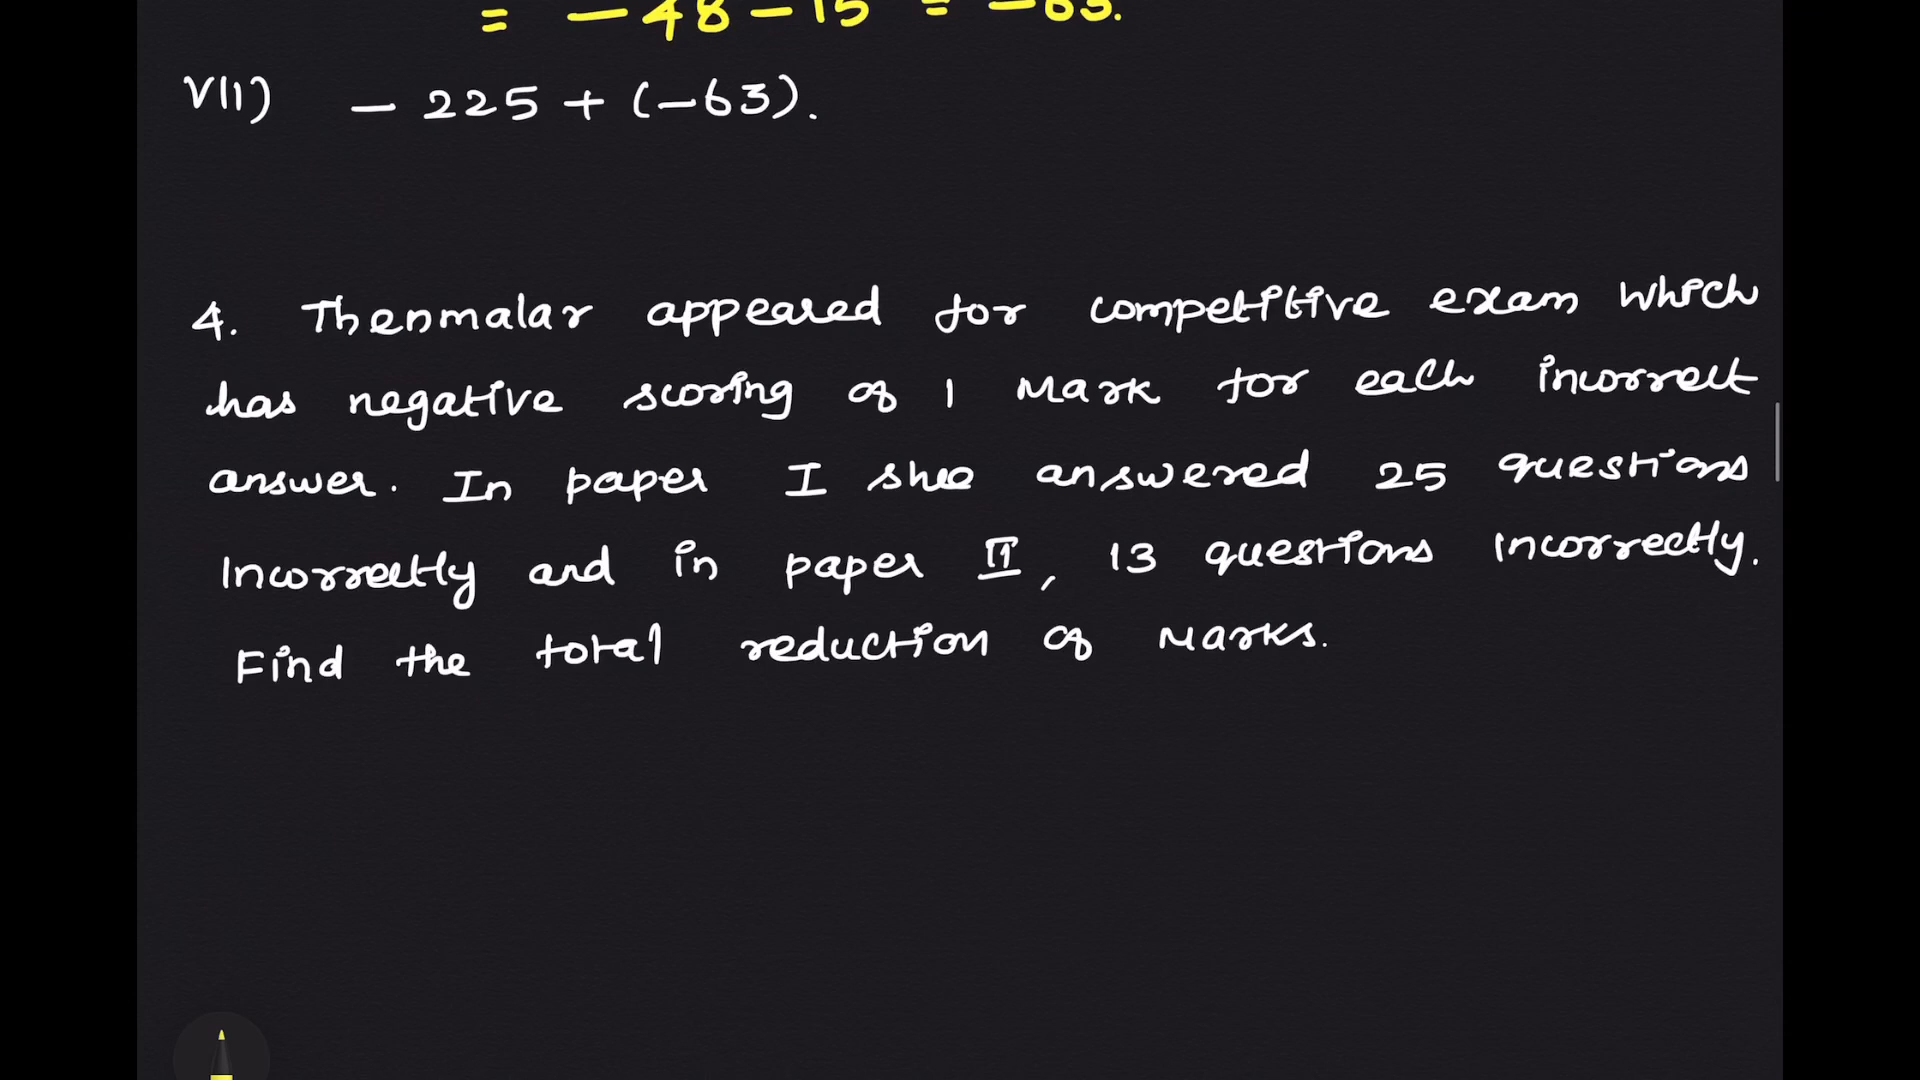 = -48-15 = -63.
VII) - 225 + (-63).
4. Thenmalar appeared for competitive exam which
has negative scoring of 1 Mark for each incorrect
answer. In paper I she answered 25 questions
Incorrectly and in paper II, 13 questions incorrectly.
Find the total reduction of Marks.